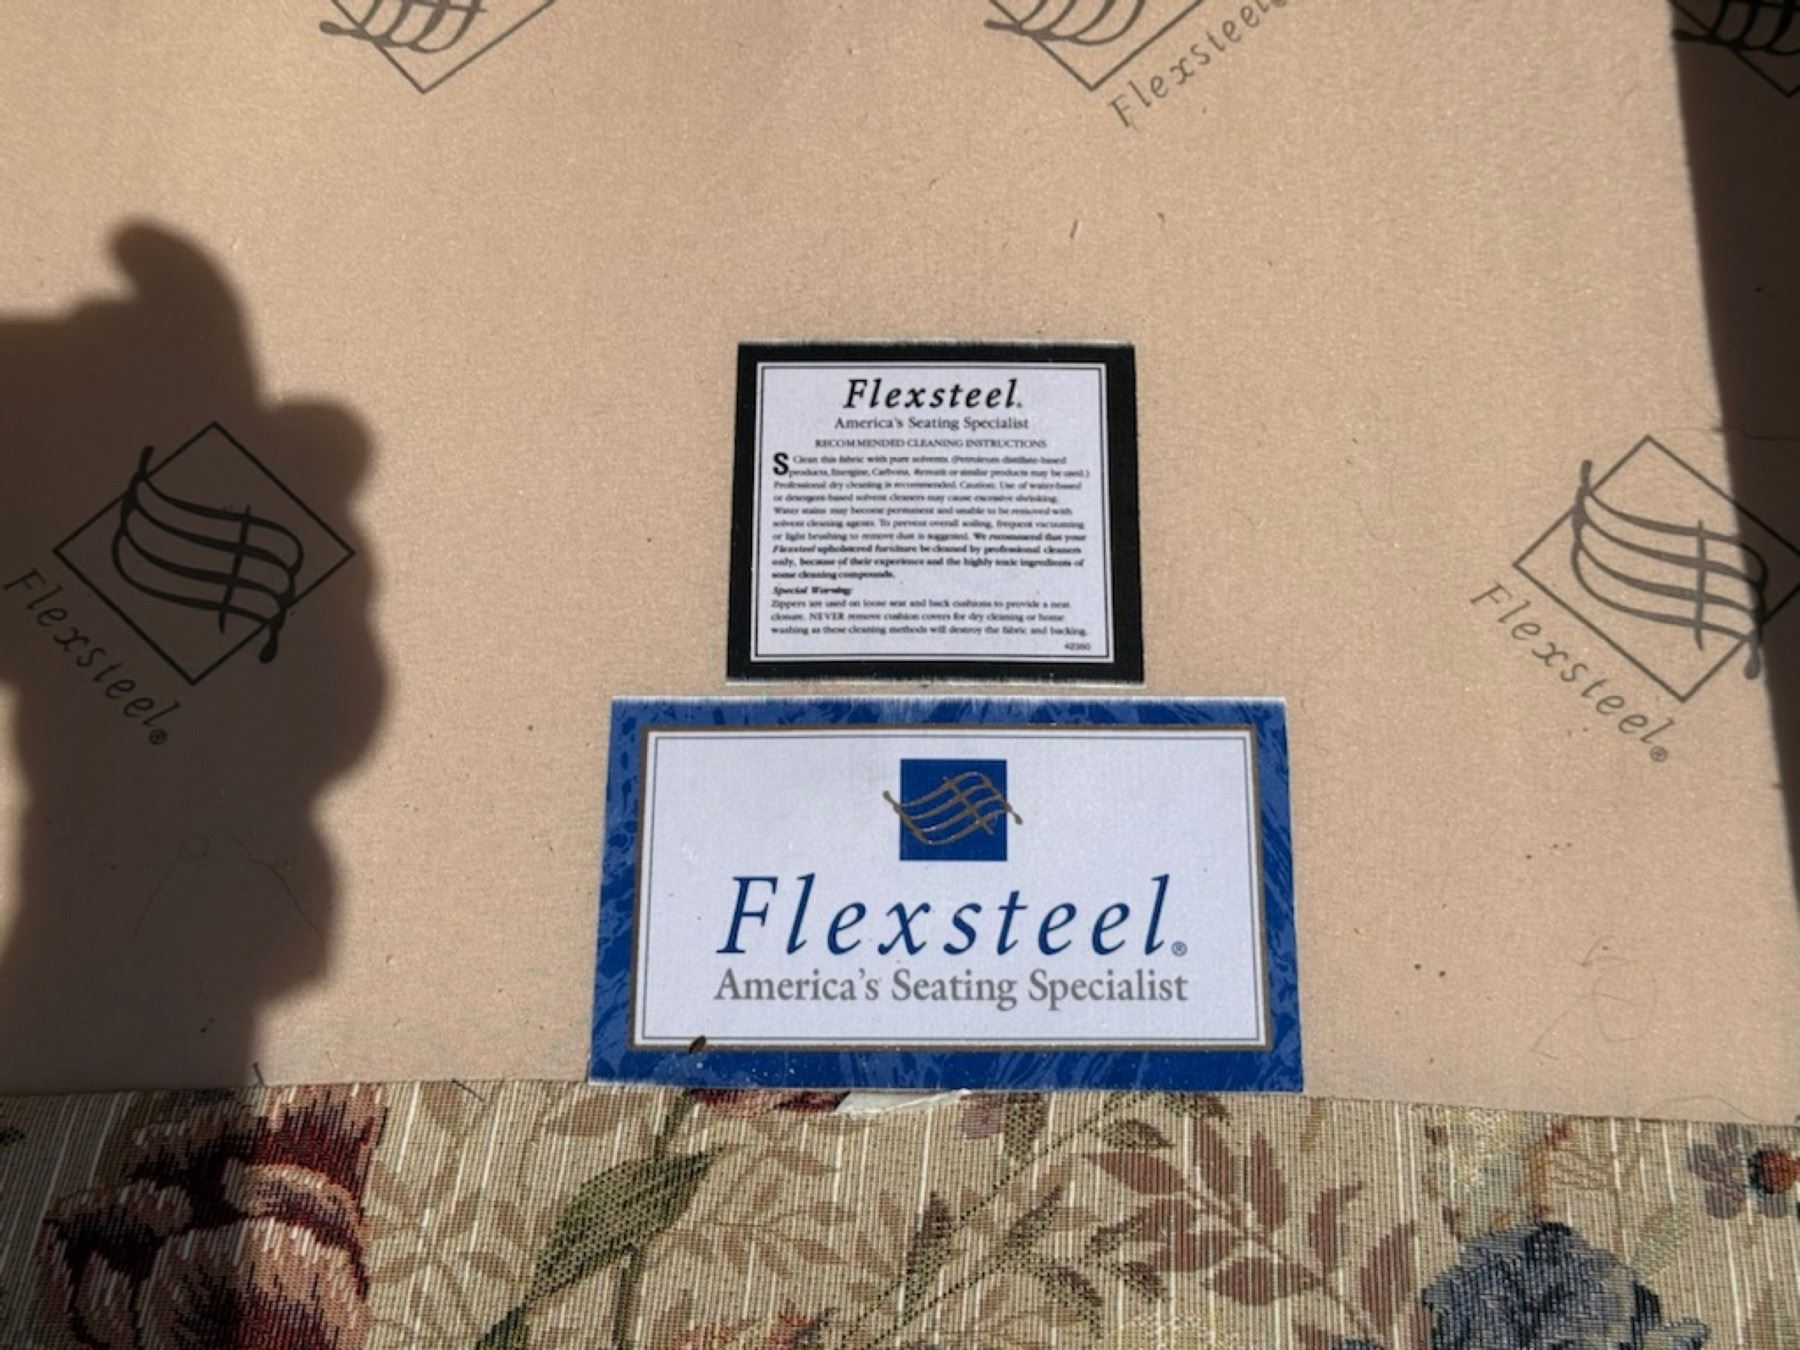 Flexsteel
Flexsteel.
America's Seating Specialist
RECOMMENDED CLEANING INSTRUCTIONS
S Clean this fabric with pure solvents. (Petroleum distillate-based
products, Energine, Carbona, Renuzit or similar products may be used.)
Professional dry cleaning is recommended. Caution: Use of water-based
or detergent-based solvent cleaners may cause excessive shrinking.
Water stains may become permanent and unable to be removed with
solvent cleaning agents. To prevent overall soiling, frequent vacuuming
or light brushing to remove dust is suggested. We recommend that your
Flexsteel upholstered furniture be cleaned by professional cleaners
only, because of their experience and the highly toxic ingredients of
some cleaning compounds.
Special Warning:
Zippers are used on loose seat and back cushions to provide a neat
closure. NEVER remove cushion covers for dry cleaning or home
washing as these cleaning methods will destroy the fabric and backing.
42360
Flexsteel®
Flexsteel®
Flexsteel®
America's Seating Specialist